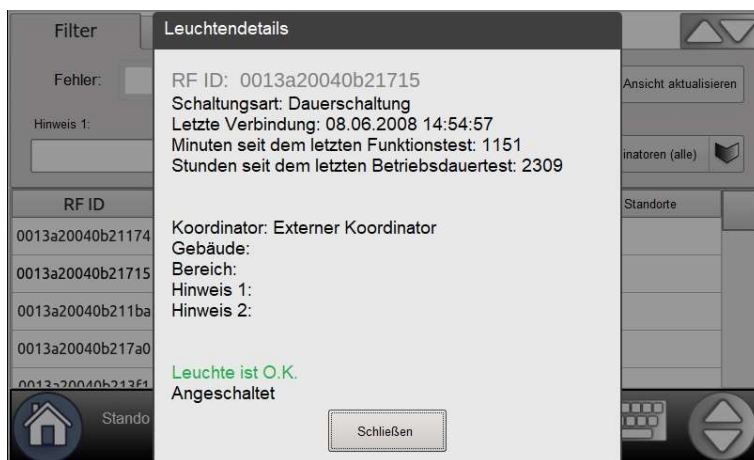 Filter
Leuchtendetails
Fehler:
Ansicht aktualisieren
RF ID: 0013a20040b21715
Schaltungsart: Dauerschaltung
Letzte Verbindung: 08.06.2008 14:54:57
Minuten seit dem letzten Funktionstest: 1151
Stunden seit dem letzten Betriebsdauertest: 2309
Hinweis 1:
inatoren (alle)
RF ID
Standorte
0013a20040b21174
0013a20040b21715
0013a20040b211ba
0013a20040b217a0
0013a20040b213f1
Koordinator: Externer Koordinator
Gebäude:
Bereich:
Hinweis 1:
Hinweis 2:
Leuchte ist O.K.
Angeschaltet
Stando
Schließen